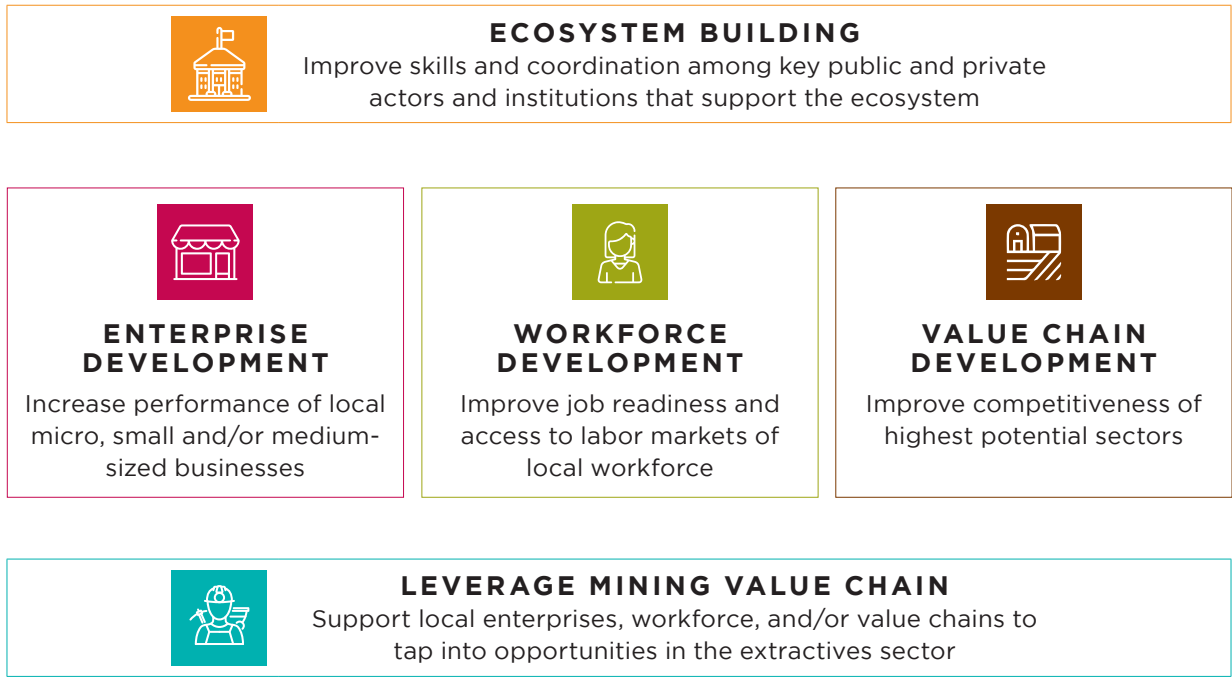 ECOSYSTEM BUILDING
Improve skills and coordination among key public and private
actors and institutions that support the ecosystem
ENTERPRISE
DEVELOPMENT
Increase performance of local
micro, small and/or medium-
sized businesses
WORKFORCE
DEVELOPMENT
Improve job readiness and
access to labor markets of
local workforce
VALUE CHAIN
DEVELOPMENT
Improve competitiveness of
highest potential sectors
LEVERAGE MINING VALUE CHAIN
Support local enterprises, workforce, and/or value chains to
tap into opportunities in the extractives sector